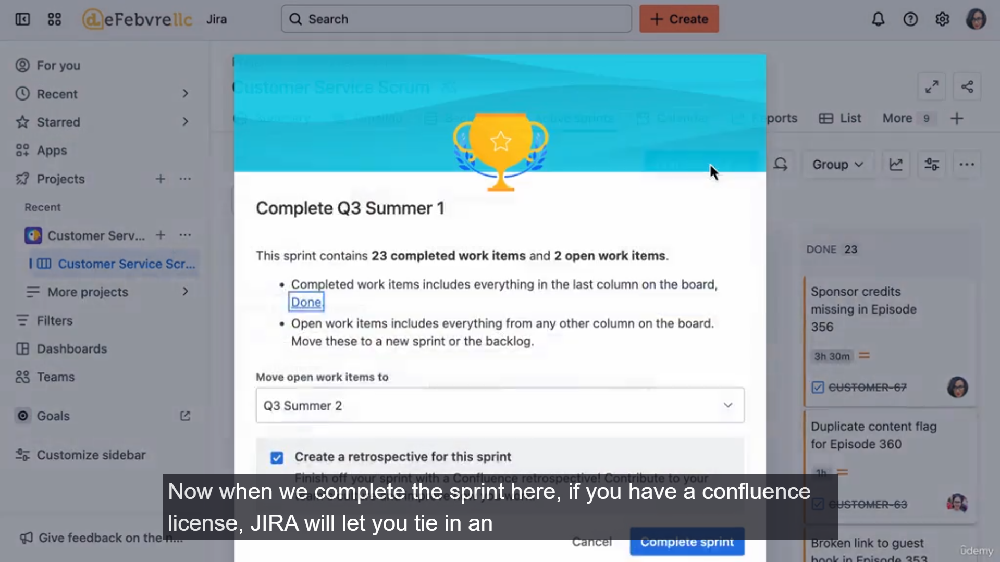 deFebvrellc
Jira
Search
Create
For you
Recent
Starred
Apps
Projects
Recent
Customer Serv...
Customer Service Scr...
More projects
Filters
Dashboards
Teams
Goals
Customize sidebar
Give feedback on the n...
Customer Service Scrum
List
More 9
Group
Complete Q3 Summer 1
This sprint contains 23 completed work items and 2 open work items.
Completed work items includes everything in the last column on the board,
Done.
Open work items includes everything from any other column on the board.
Move these to a new sprint or the backlog.
Move open work items to
Q3 Summer 2
Create a retrospective for this sprint
Finish off your sprint with a Confluence retrospective! Contribute to your
Now when we complete the sprint here, if you have a confluence
license, JIRA will let you tie in an
Cancel
Complete sprint
DONE 23
Sponsor credits
missing in Episode
356
3h 30m
CUSTOMER-67
Duplicate content flag
for Episode 360
1h
CUSTOMER-63
Broken link to guest
book in Episode 353
ûdemy